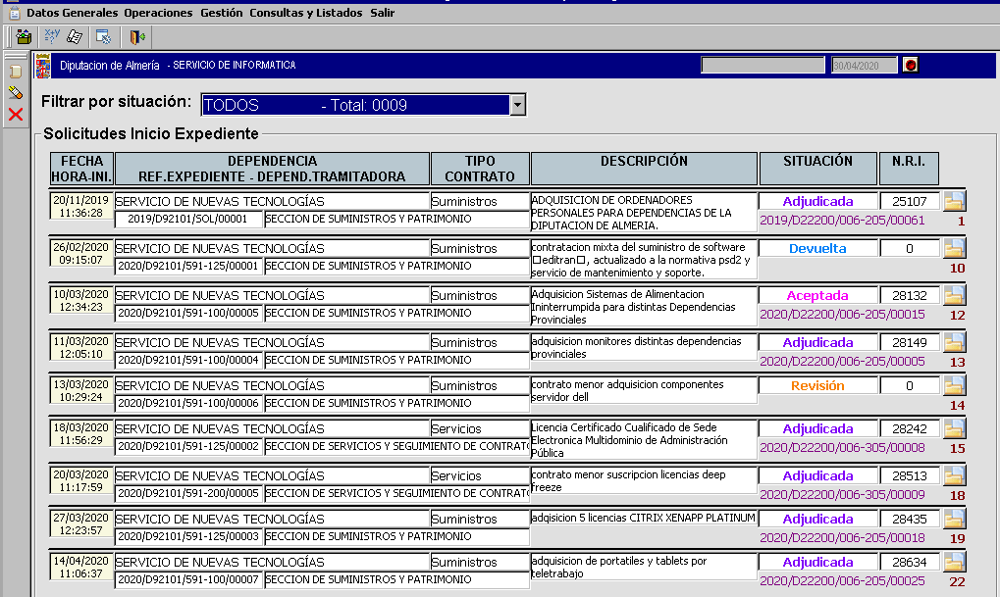 Datos Generales Operaciones Gestión Consultas y Listados Salir
X+Y
Diputacion de Almería - SERVICIO DE INFORMATICA 30/04/2020
Filtrar por situación: TODOS - Total: 0009
Solicitudes Inicio Expediente
FECHA DEPENDENCIA TIPO DESCRIPCIÓN SITUACIÓN N.R.I.
HORA-INI. REF.EXPEDIENTE - DEPEND.TRAMITADORA CONTRATO
20/11/2019 SERVICIO DE NUEVAS TECNOLOGÍAS Suministros ADQUISICION DE ORDENADORES Adjudicada 25107
11:36:28 2019/D92101/SOL/00001 SECCION DE SUMINISTROS Y PATRIMONIO PERSONALES PARA DEPENDENCIAS DE LA 2019/D22200/006-205/00061 1
DIPUTACION DE ALMERIA.
26/02/2020 SERVICIO DE NUEVAS TECNOLOGÍAS Suministros contratacion mixta del suministro de software Devuelta 0
09:15:07 2020/D92101/591-125/00001 SECCION DE SUMINISTROS Y PATRIMONIO □editran□, actualizado a la normativa psd2 y 10
servicio de mantenimiento y soporte.
10/03/2020 SERVICIO DE NUEVAS TECNOLOGÍAS Suministros Adquisicion Sistemas de Alimentacion Aceptada 28132
12:34:23 2020/D92101/591-100/00005 SECCION DE SUMINISTROS Y PATRIMONIO Ininterrumpida para distintas Dependencias 2020/D22200/006-205/00015 12
Provinciales
11/03/2020 SERVICIO DE NUEVAS TECNOLOGÍAS Suministros adquisicion monitores distintas dependencias Adjudicada 28149
12:05:10 2020/D92101/591-100/00004 SECCION DE SUMINISTROS Y PATRIMONIO provinciales 2020/D22200/006-205/00005 13
13/03/2020 SERVICIO DE NUEVAS TECNOLOGÍAS Suministros contrato menor adquisicion componentes Revisión 0
10:29:24 2020/D92101/591-100/00006 SECCION DE SUMINISTROS Y PATRIMONIO servidor dell 14
18/03/2020 SERVICIO DE NUEVAS TECNOLOGÍAS Servicios Licencia Certificado Cualificado de Sede Adjudicada 28242
11:56:29 2020/D92101/591-125/00002 SECCION DE SERVICIOS Y SEGUIMIENTO DE CONTRAT Electronica Multidominio de Administración 2020/D22200/006-305/00008 15
Pública
20/03/2020 SERVICIO DE NUEVAS TECNOLOGÍAS Servicios contrato menor suscripcion licencias deep Adjudicada 28513
11:17:59 2020/D92101/591-200/00005 SECCION DE SERVICIOS Y SEGUIMIENTO DE CONTRAT freeze 2020/D22200/006-305/00009 18
27/03/2020 SERVICIO DE NUEVAS TECNOLOGÍAS Suministros adqisicion 5 licencias CITRIX XENAPP PLATINUM Adjudicada 28435
12:23:57 2020/D92101/591-125/00003 SECCION DE SUMINISTROS Y PATRIMONIO 2020/D22200/006-205/00018 19
14/04/2020 SERVICIO DE NUEVAS TECNOLOGÍAS Suministros adquisicion de portatiles y tablets por Adjudicada 28634
11:06:37 2020/D92101/591-100/00007 SECCION DE SUMINISTROS Y PATRIMONIO teletrabajo 2020/D22200/006-205/00025 22